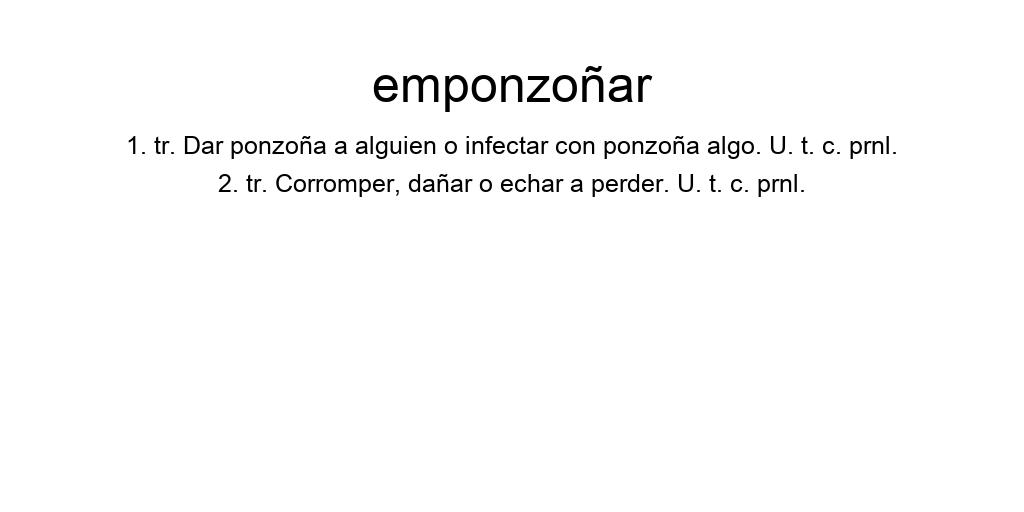 emponzoñar
1. tr. Dar ponzoña a alguien o infectar con ponzoña algo. U. t. c. prnl.
2. tr. Corromper, dañar o echar a perder. U. t. c. prnl.